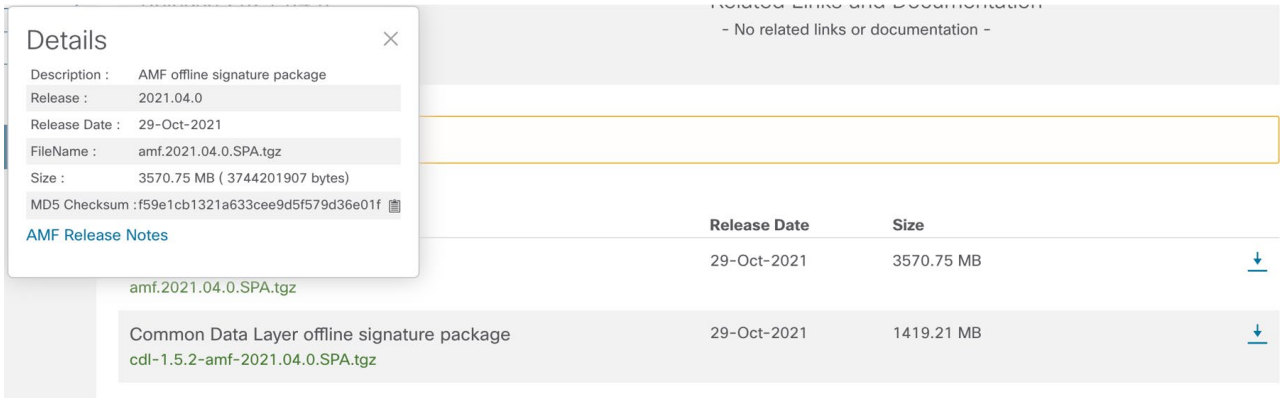 Related Links and Documentation
- No related links or documentation -
Details
Description : AMF offline signature package
Release : 2021.04.0
Release Date : 29-Oct-2021
FileName : amf.2021.04.0.SPA.tgz
Size : 3570.75 MB ( 3744201907 bytes)
MD5 Checksum :f59e1cb1321a633cee9d5f579d36e01f
AMF Release Notes
Release Date Size
29-Oct-2021 3570.75 MB
amf.2021.04.0.SPA.tgz
Common Data Layer offline signature package 29-Oct-2021 1419.21 MB
cdl-1.5.2-amf-2021.04.0.SPA.tgz